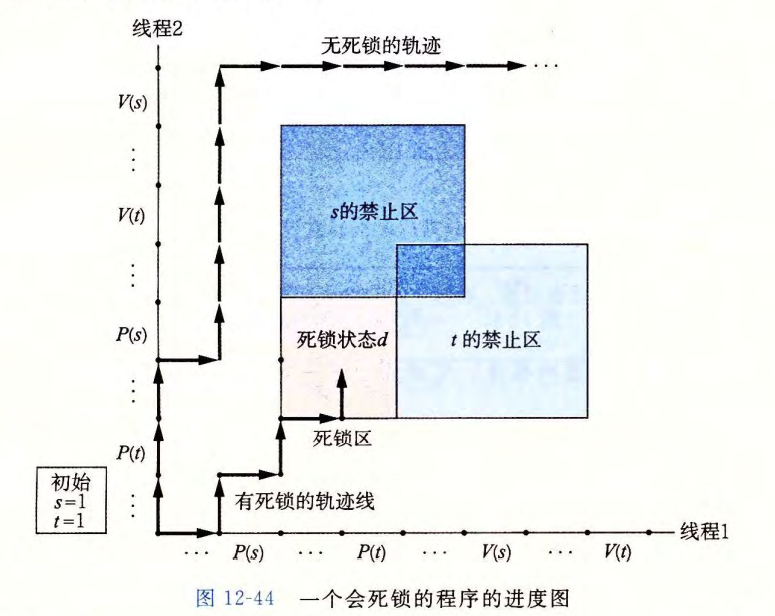 线程2
无死锁的轨迹
...
V(s)
⋮
s的禁止区
V(t)
⋮
P(s)
死锁状态d
t 的禁止区
⋮
死锁区
P(t)
初始
s=1
t=1
⋮
有死锁的轨迹线
线程1
... P(s) ... P(t) ... V(s) ... V(t)
图 12-44 一个会死锁的程序的进度图